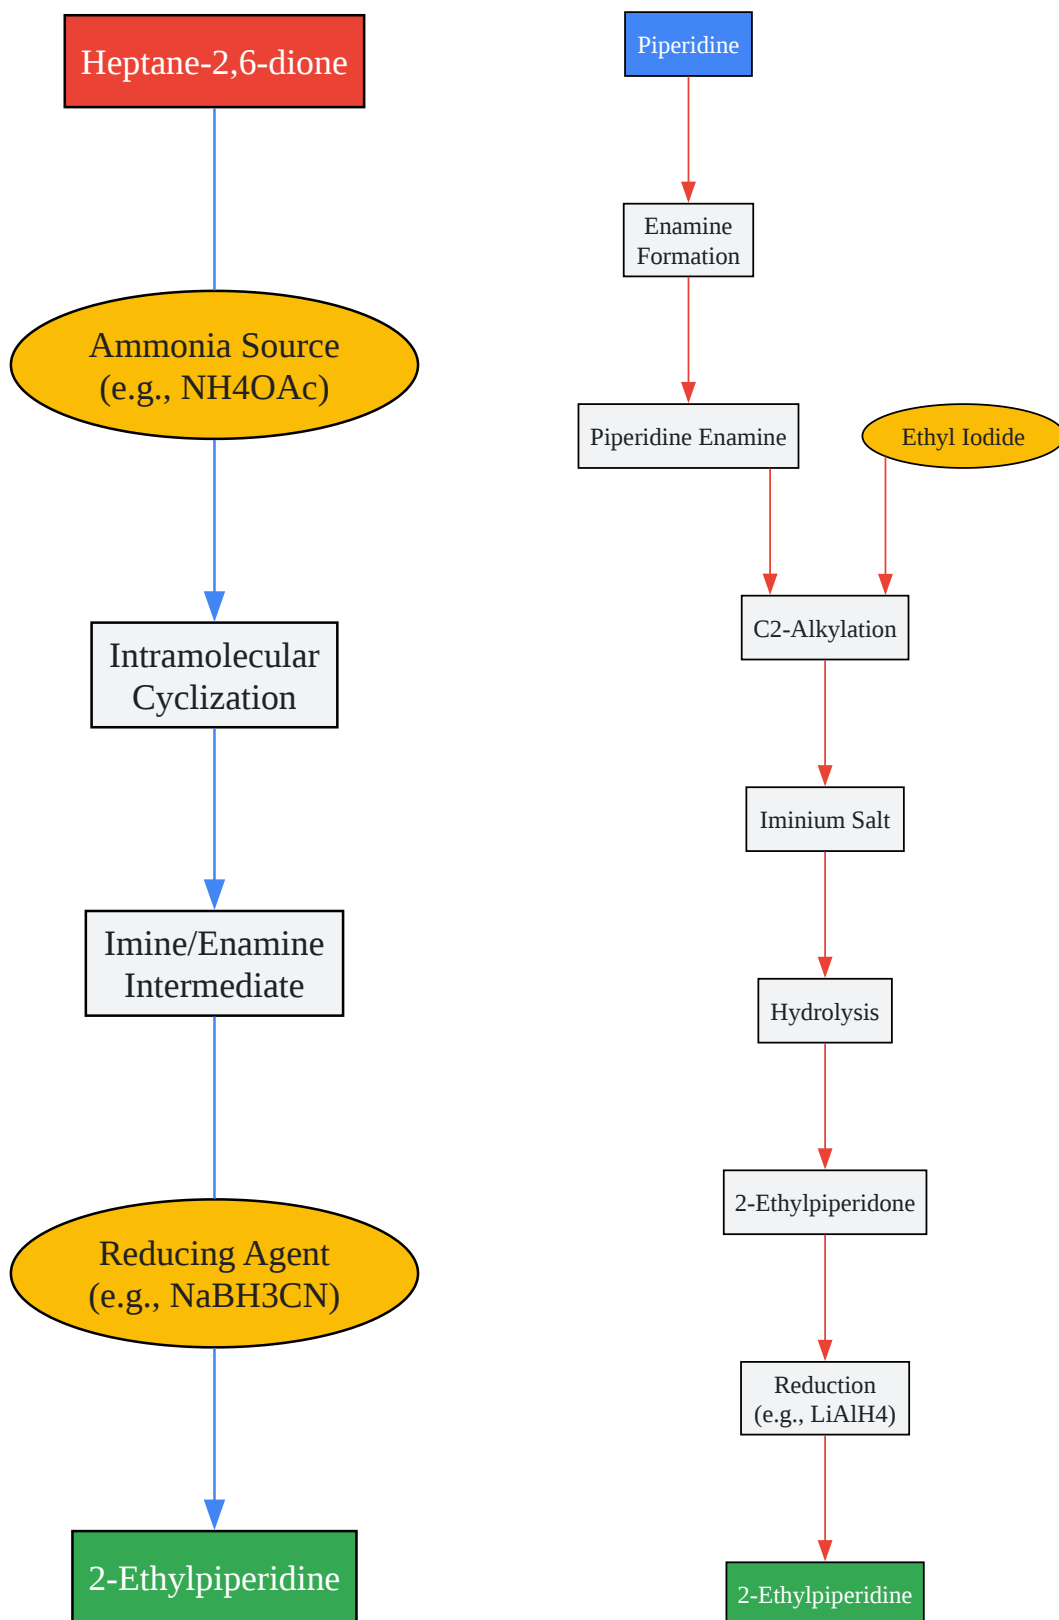 Heptane-2,6-dione
Ammonia Source
(e.g., NH4OAc)
Intramolecular
Cyclization
Imine/Enamine
Intermediate
Reducing Agent
(e.g., NaBH3CN)
2-Ethylpiperidine
Piperidine
Enamine
Formation
Piperidine Enamine
Ethyl Iodide
C2-Alkylation
Iminium Salt
Hydrolysis
2-Ethylpiperidone
Reduction
(e.g., LiAlH4)
2-Ethylpiperidine